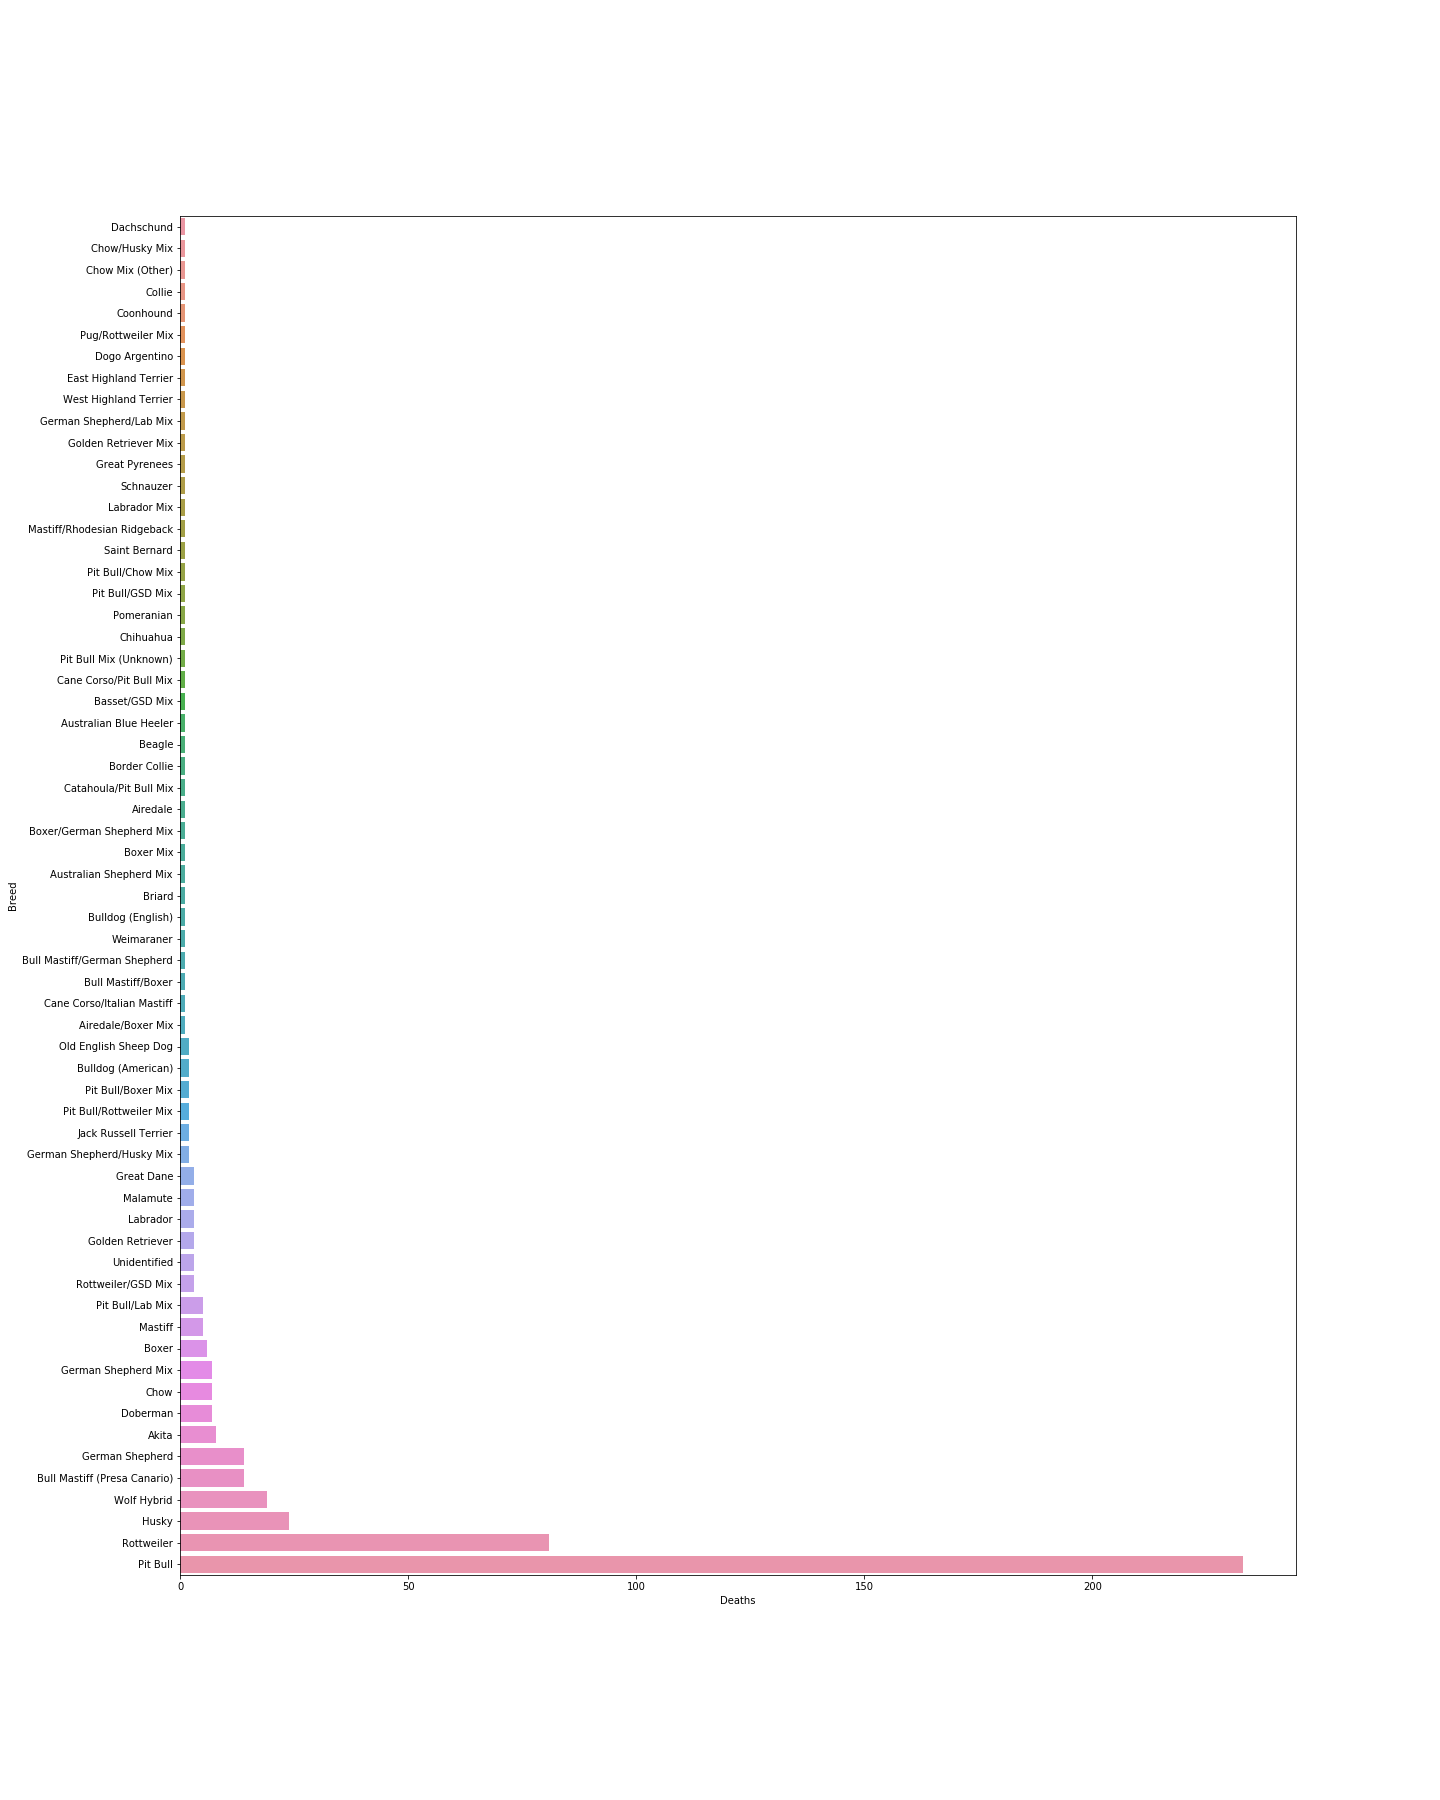 Dachschund
Chow/Husky Mix
Chow Mix (Other)
Collie
Coonhound
Pug/Rottweiler Mix
Dogo Argentino
East Highland Terrier
West Highland Terrier
German Shepherd/Lab Mix
Golden Retriever Mix
Great Pyrenees
Schnauzer
Labrador Mix
Mastiff/Rhodesian Ridgeback
Saint Bernard
Pit Bull/Chow Mix
Pit Bull/GSD Mix
Pomeranian
Chihuahua
Pit Bull Mix (Unknown)
Cane Corso/Pit Bull Mix
Basset/GSD Mix
Australian Blue Heeler
Beagle
Border Collie
Catahoula/Pit Bull Mix
Airedale
Boxer/German Shepherd Mix
Boxer Mix
Australian Shepherd Mix
Briard
Bulldog (English)
Weimaraner
Bull Mastiff/German Shepherd
Bull Mastiff/Boxer
Cane Corso/Italian Mastiff
Airedale/Boxer Mix
Old English Sheep Dog
Bulldog (American)
Pit Bull/Boxer Mix
Pit Bull/Rottweiler Mix
Jack Russell Terrier
German Shepherd/Husky Mix
Great Dane
Malamute
Labrador
Golden Retriever
Unidentified
Rottweiler/GSD Mix
Pit Bull/Lab Mix
Mastiff
Boxer
German Shepherd Mix
Chow
Doberman
Akita
German Shepherd
Bull Mastiff (Presa Canario)
Wolf Hybrid
Husky
Rottweiler
Pit Bull
Breed
0 50 100 150 200
Deaths